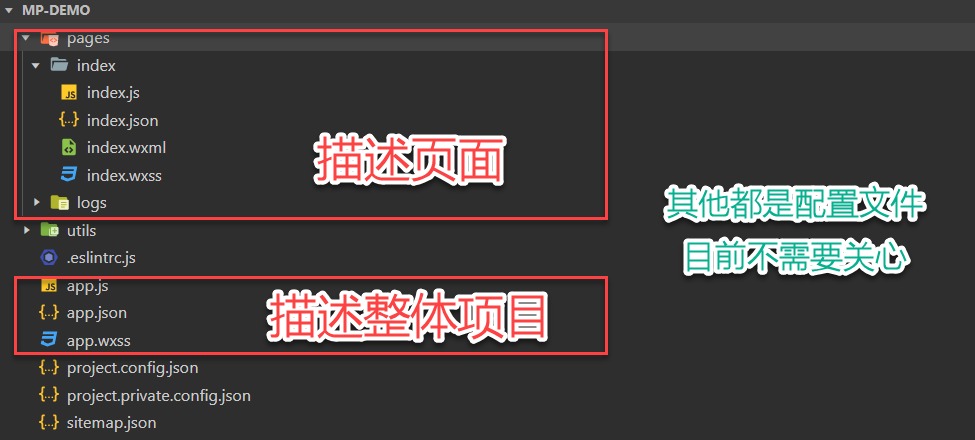 MP-DEMO
pages
index
index.js
index.json
index.wxml
index.wxss
logs
描述页面
其他都是配置文件
目前不需要关心
utils
.eslintrc.js
app.js
app.json
app.wxss
描述整体项目
project.config.json
project.private.config.json
sitemap.json